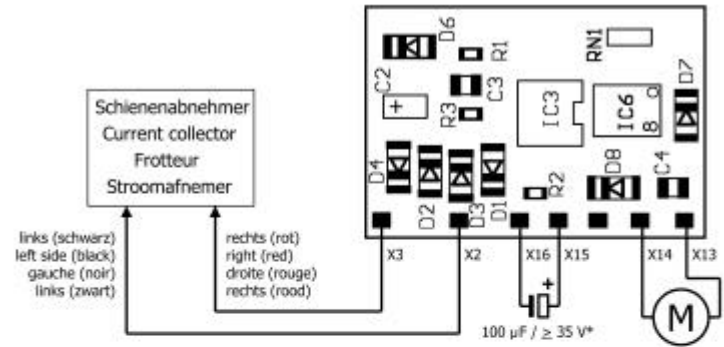 D6
R1
RN1
C2
C3
R3
IC3
IC6
8
D7
D4
D2
D3
D1
R2
D8
C4
Schienenabnehmer
Current collector
Frotteur
Stroomafnemer
links (schwarz)
left side (black)
gauche (noir)
links (zwart)
rechts (rot)
right (red)
droite (rouge)
rechts (rood)
X3
X2
X16
X15
X14
X13
+
+
100 µF / ≥ 35 V*
M